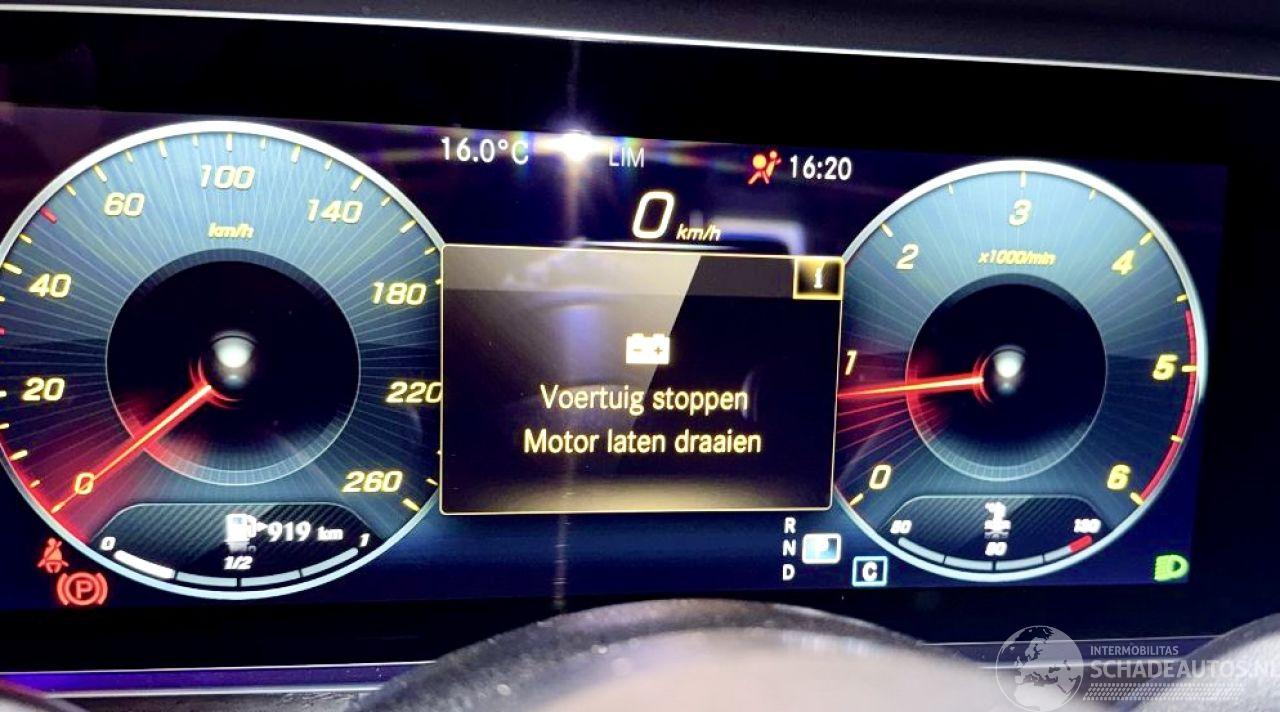 16.0°C LIM 16:20
0 km/h
0 20 40 60 100 140 180 220 260
km/h
919 km
0 1/2 1
i
Voertuig stoppen
Motor laten draaien
0 1 2 3 4 5 6
x1000/min
80
R
N
P
D
C
P
INTERMOBILITAS
SCHADEAUTOS.NL